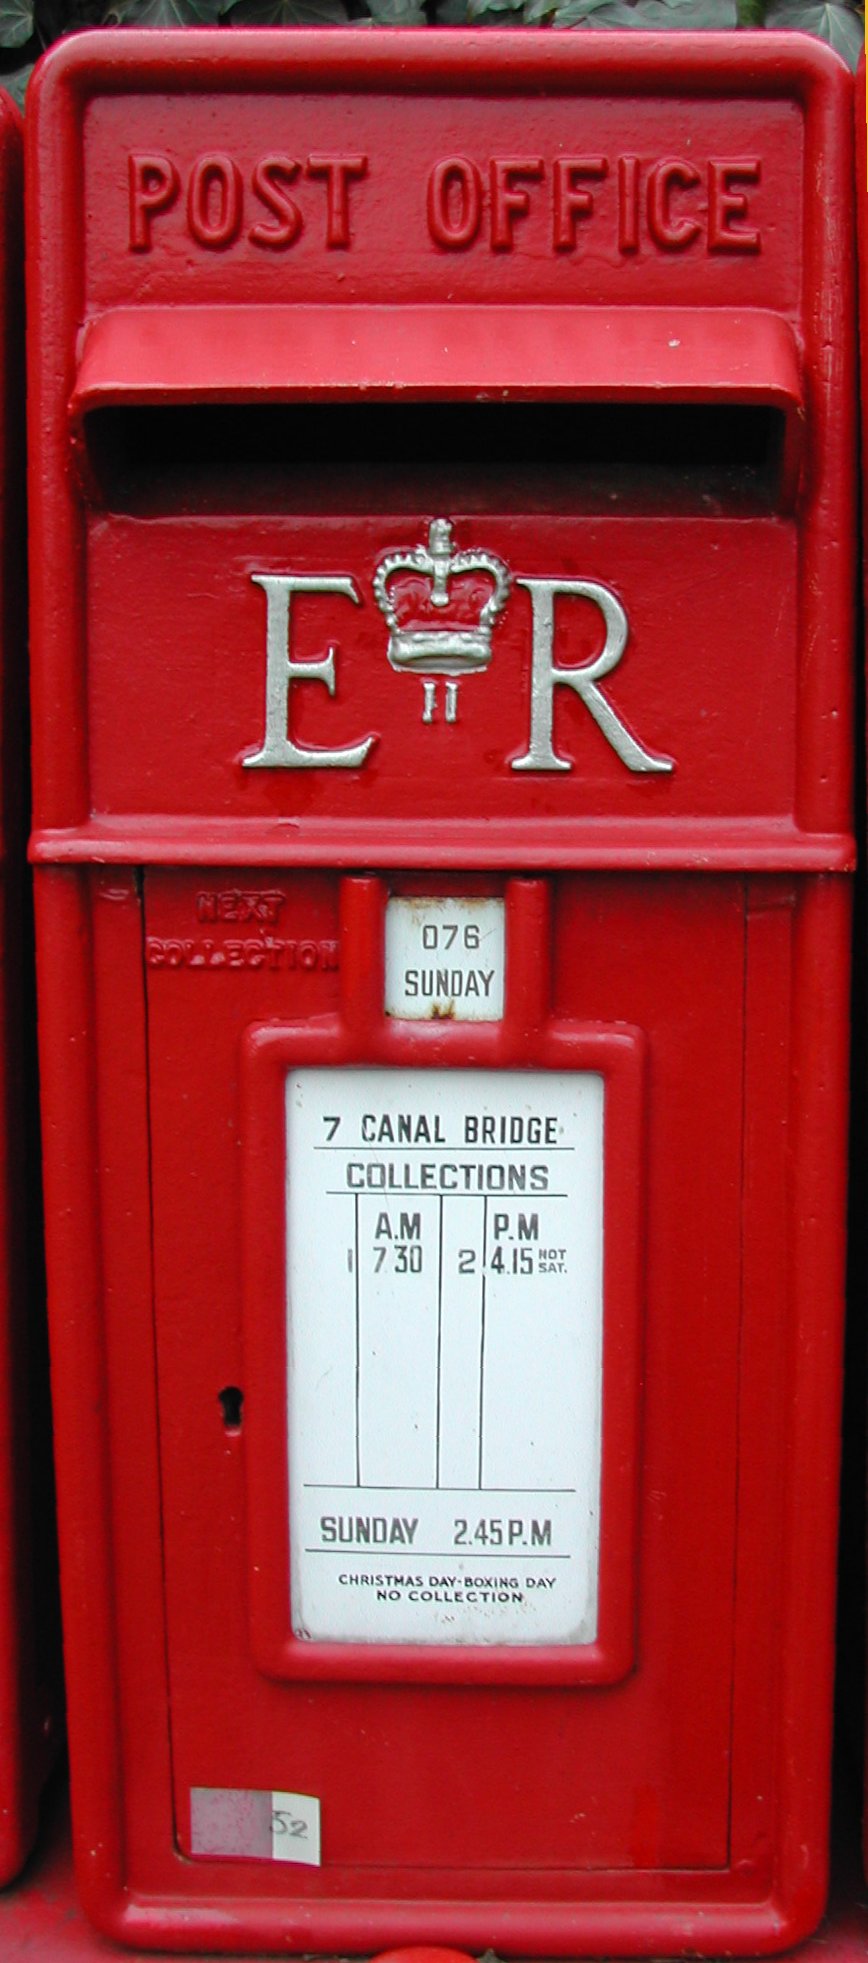 POST OFFICE
E II R
NEXT
COLLECTION
076
SUNDAY
7 CANAL BRIDGE
COLLECTIONS
A.M P.M
1 7 30 2 4.15 NOT SAT.
SUNDAY 2.45 P.M
CHRISTMAS DAY-BOXING DAY
NO COLLECTION
52